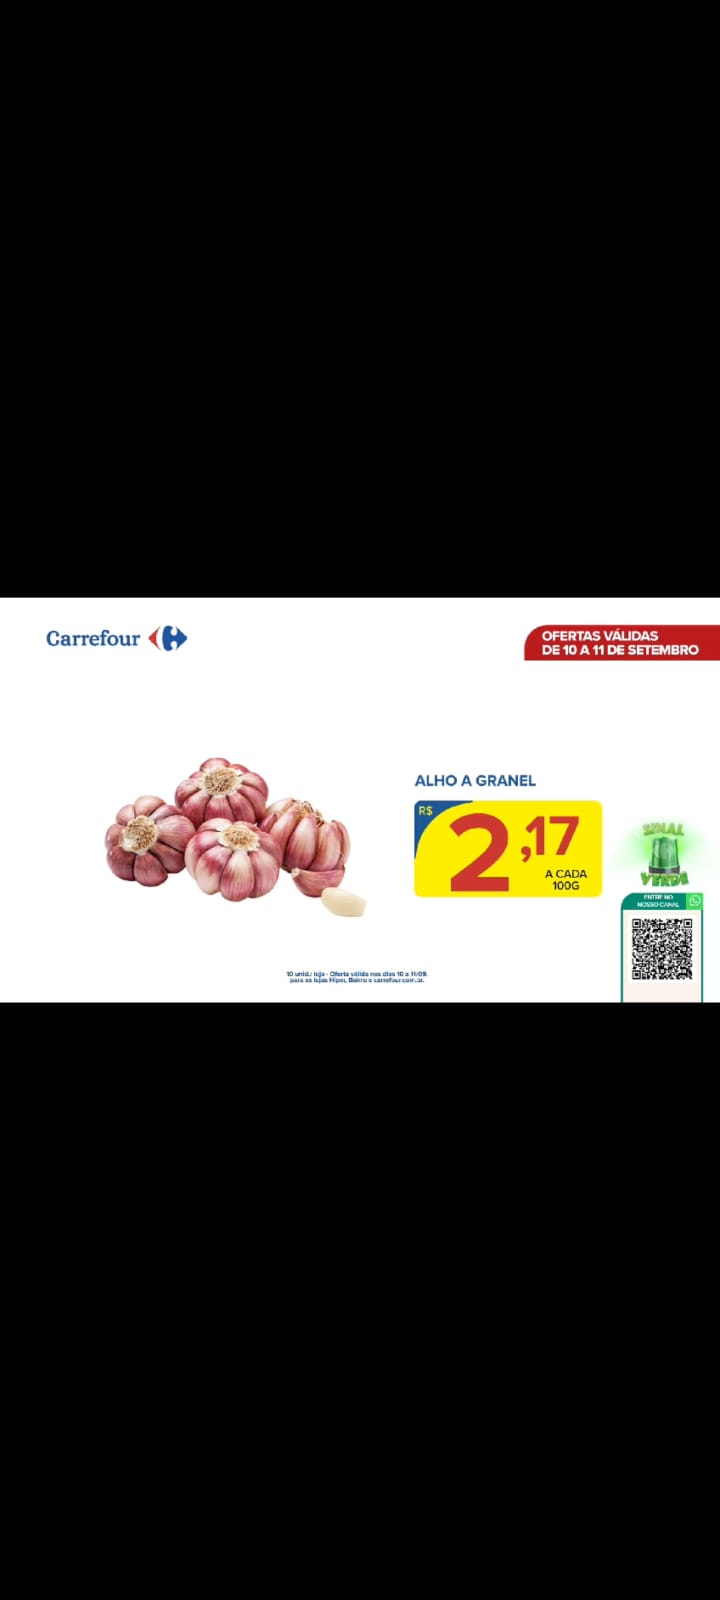 Carrefour
OFERTAS VÁLIDAS
DE 10 A 11 DE SETEMBRO
ALHO A GRANEL
R$
2,17
A CADA
100G
SINAL
VERDE
ENTRE NO
NOSSO CANAL
10 unid./ loja - Oferta válida nos dias 10 a 11/09,
para as lojas Hiper, Bairro e carrefour.com.br.